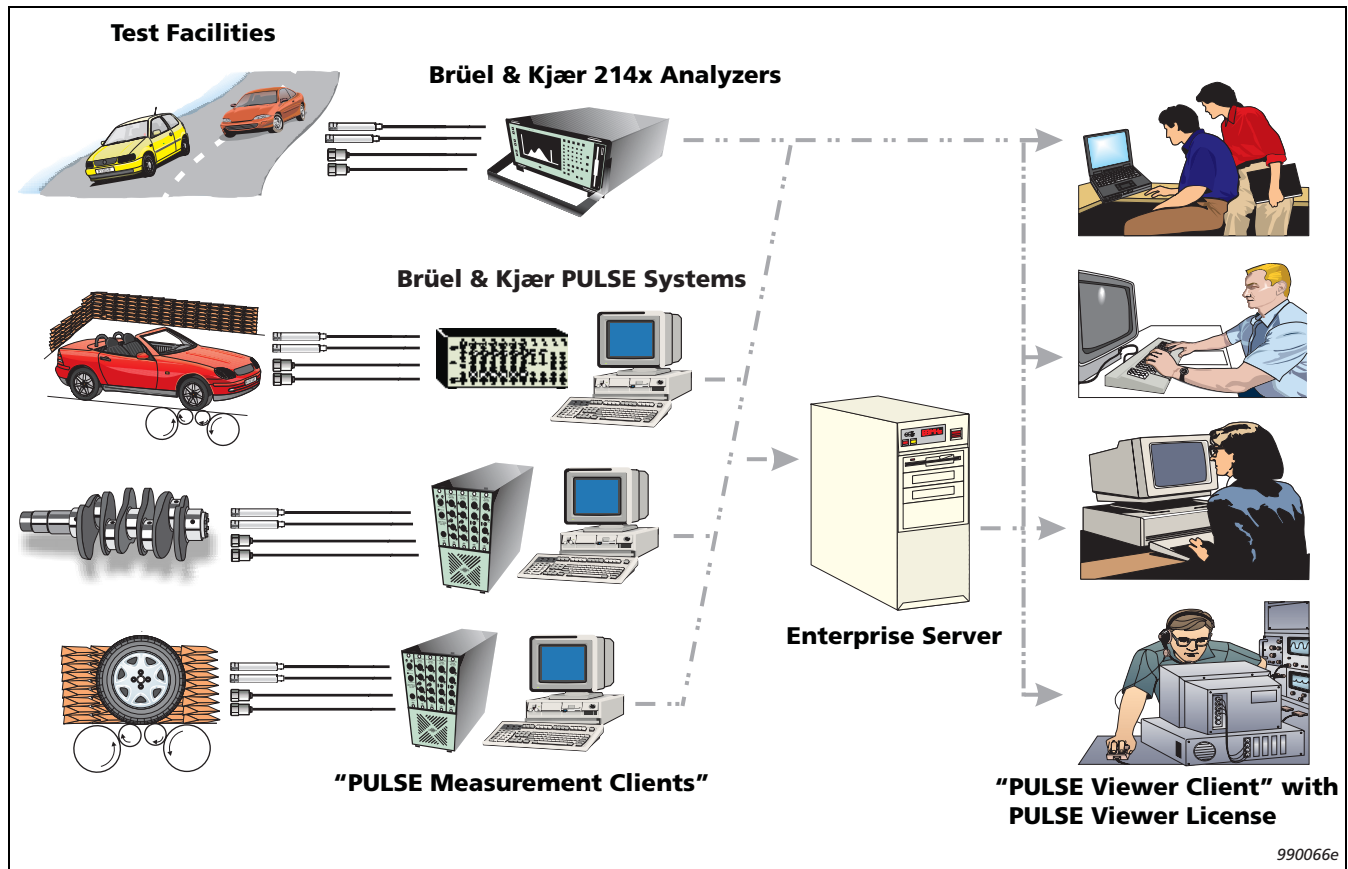 Test Facilities
Brüel & Kjær 214x Analyzers
Brüel & Kjær PULSE Systems
Enterprise Server
“PULSE Measurement Clients”
“PULSE Viewer Client” with
PULSE Viewer License
990066e